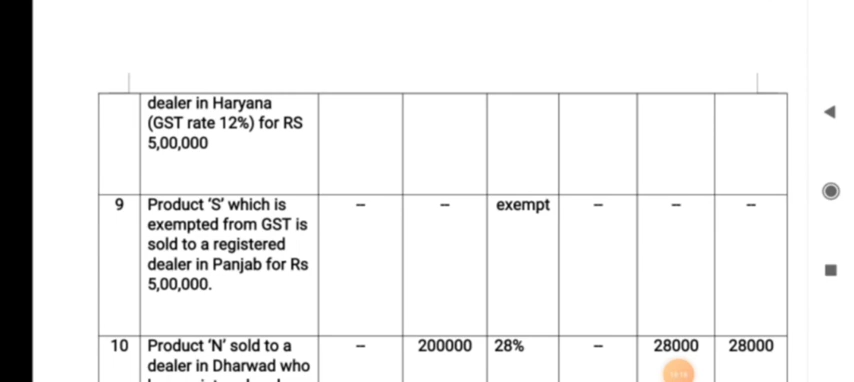 dealer in Haryana
(GST rate 12%) for RS
5,00,000
9 Product ‘S’ which is -- -- exempt -- -- --
exempted from GST is
sold to a registered
dealer in Panjab for Rs
5,00,000.
10 Product ‘N’ sold to a -- 200000 28% -- 28000 28000
dealer in Dharwad who